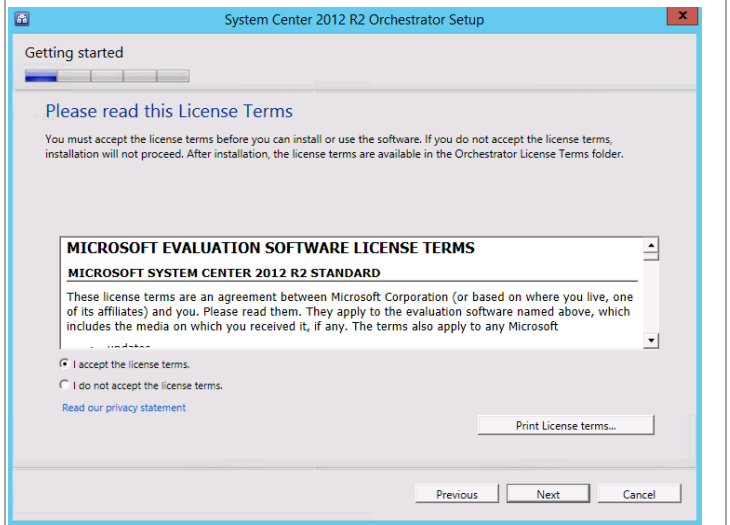 System Center 2012 R2 Orchestrator Setup
x
Getting started
Please read this License Terms
You must accept the license terms before you can install or use the software. If you do not accept the license terms,
installation will not proceed. After installation, the license terms are available in the Orchestrator License Terms folder.
MICROSOFT EVALUATION SOFTWARE LICENSE TERMS
MICROSOFT SYSTEM CENTER 2012 R2 STANDARD
These license terms are an agreement between Microsoft Corporation (or based on where you live, one
of its affiliates) and you. Please read them. They apply to the evaluation software named above, which
includes the media on which you received it, if any. The terms also apply to any Microsoft
• updates
I accept the license terms.
I do not accept the license terms.
Read our privacy statement
Print License terms...
Previous Next Cancel